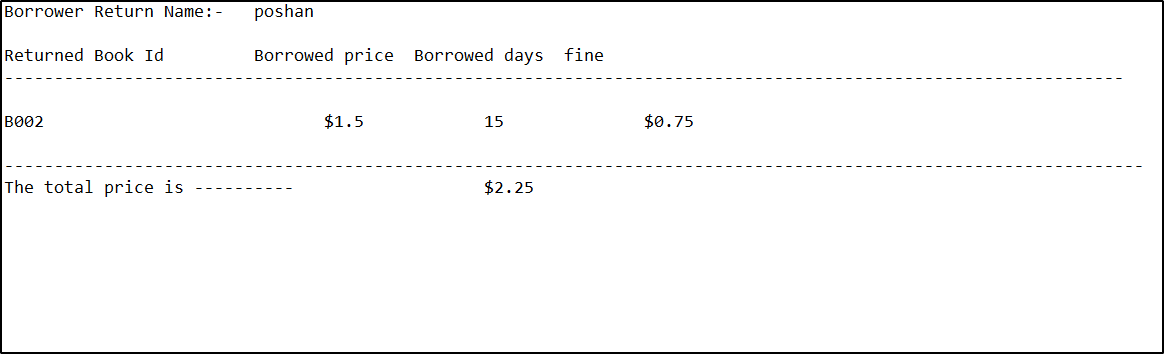 Borrower Return Name:-   poshan
Returned Book Id         Borrowed price  Borrowed days  fine
----------------------------------------------------------------------------------------------------------------
B002                            $1.5            15              $0.75
------------------------------------------------------------------------------------------------------------------
The total price is ----------                   $2.25